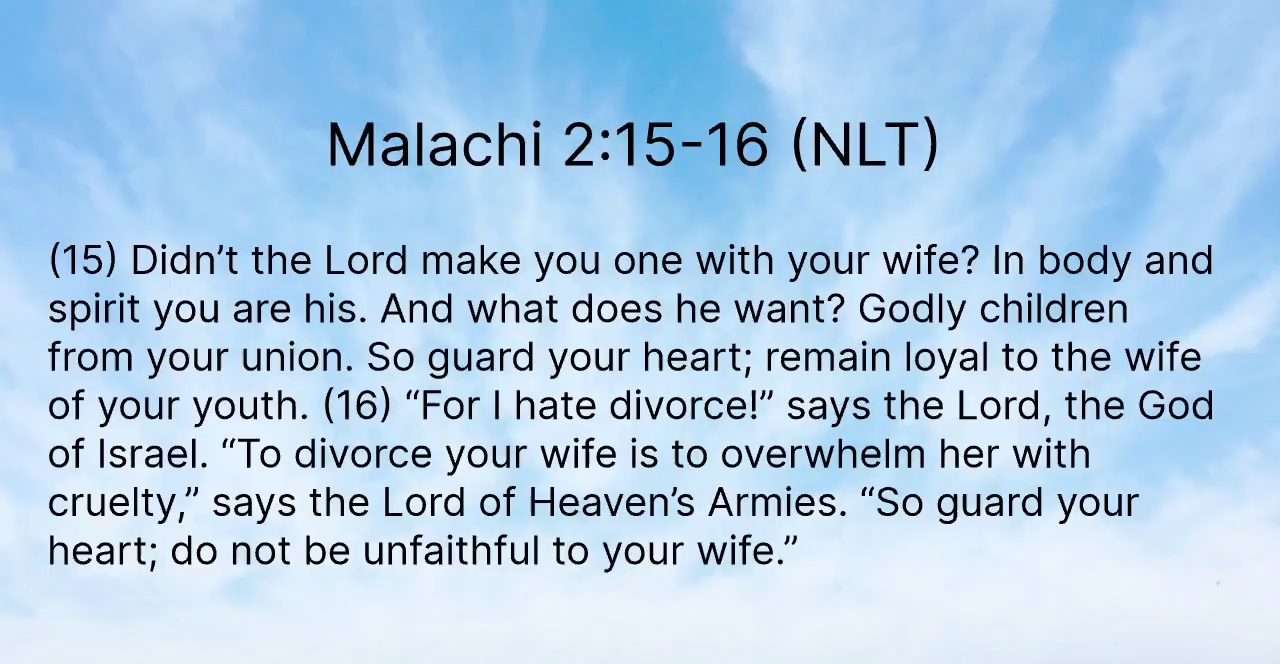 Malachi 2:15-16 (NLT)
(15) Didn’t the Lord make you one with your wife? In body and
spirit you are his. And what does he want? Godly children
from your union. So guard your heart; remain loyal to the wife
of your youth. (16) “For I hate divorce!” says the Lord, the God
of Israel. “To divorce your wife is to overwhelm her with
cruelty,” says the Lord of Heaven’s Armies. “So guard your
heart; do not be unfaithful to your wife.”